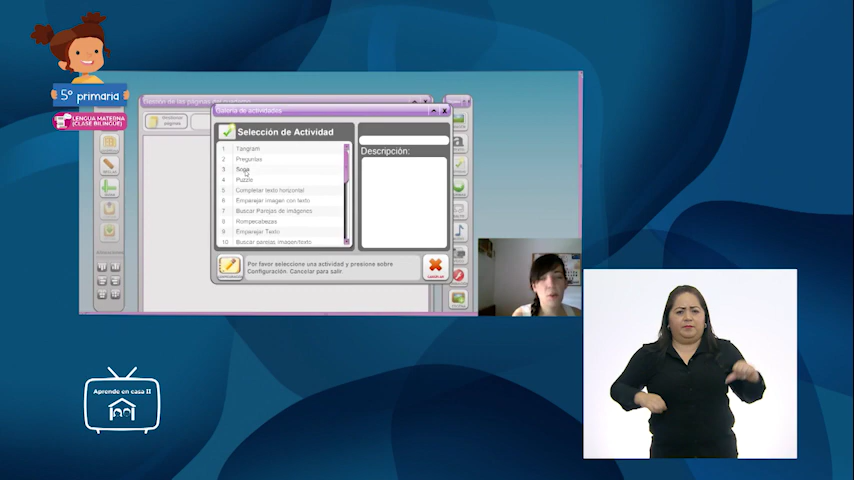 5º primaria
LENGUA MATERNA
(CLASE BILINGÜE)
Galería de actividades
Selección de Actividad
1 Tangram
2 Preguntas
3 Sopa
4 Puzzle
5 Completar texto horizontal
6 Emparejar imagen con texto
7 Buscar Parejas de imágenes
8 Rompecabezas
9 Emparejar Texto
10 Buscar parejas imagen/texto
Descripción:
Por favor seleccione una actividad y presione sobre
Configuración. Cancelar para salir
Aprende en casa II